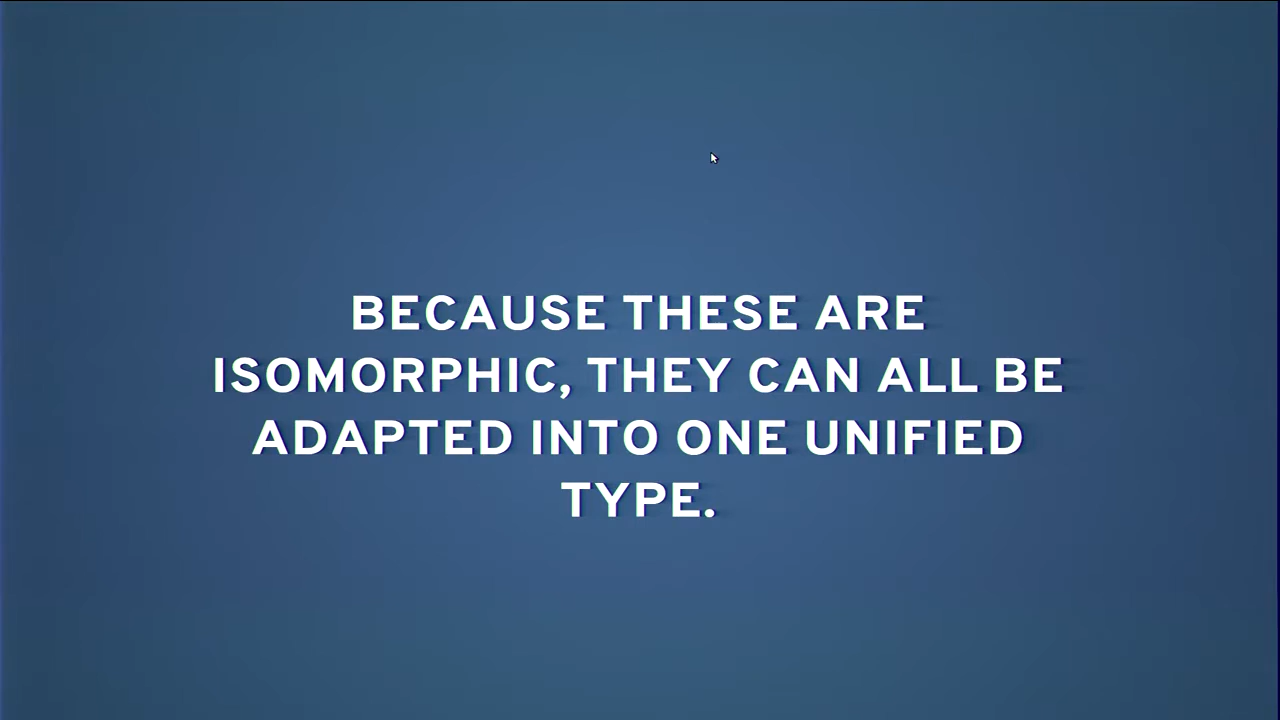 BECAUSE THESE ARE
ISOMORPHIC, THEY CAN ALL BE
ADAPTED INTO ONE UNIFIED
TYPE.